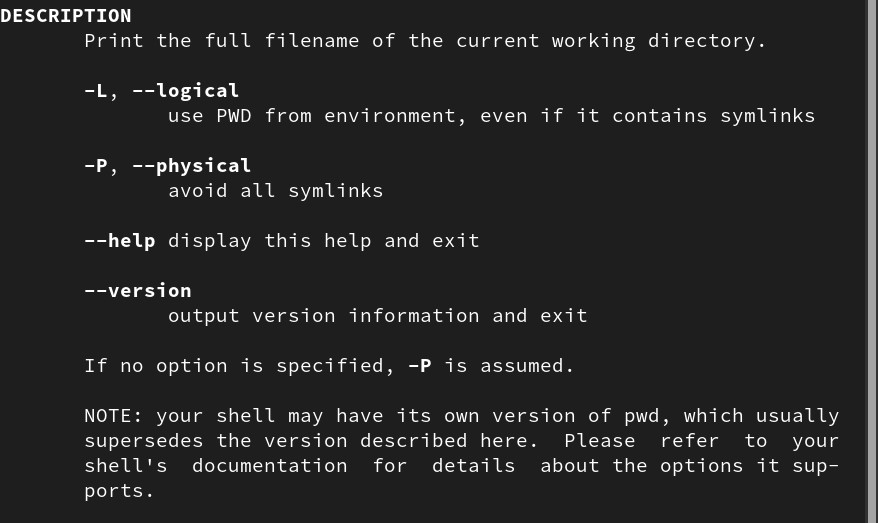 DESCRIPTION
Print the full filename of the current working directory.
-L, --logical
use PWD from environment, even if it contains symlinks
-P, --physical
avoid all symlinks
--help display this help and exit
--version
output version information and exit
If no option is specified, -P is assumed.
NOTE: your shell may have its own version of pwd, which usually
supersedes the version described here.  Please  refer  to  your
shell's  documentation  for  details  about the options it sup-
ports.